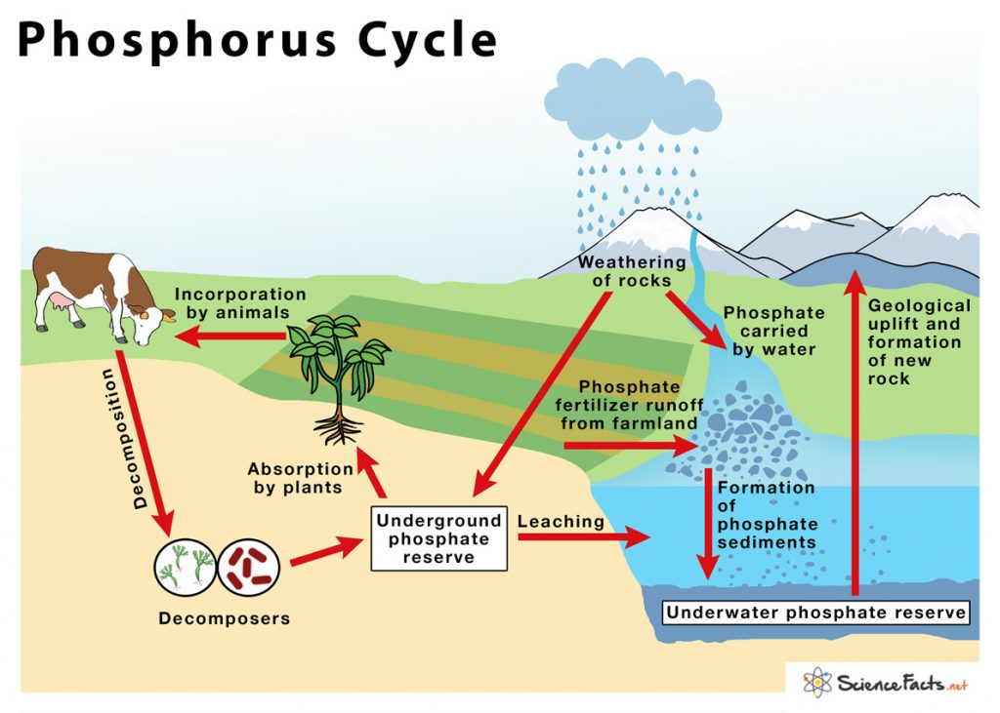 Phosphorus Cycle
Weathering
of rocks
Incorporation
by animals
Phosphate
carried
by water
Geological
uplift and
formation
of new
rock
Decomposition
Phosphate
fertilizer runoff
from farmland
Absorption
by plants
Formation
of
phosphate
sediments
Underground
phosphate
reserve
Leaching
Decomposers
Underwater phosphate reserve
ScienceFacts.net